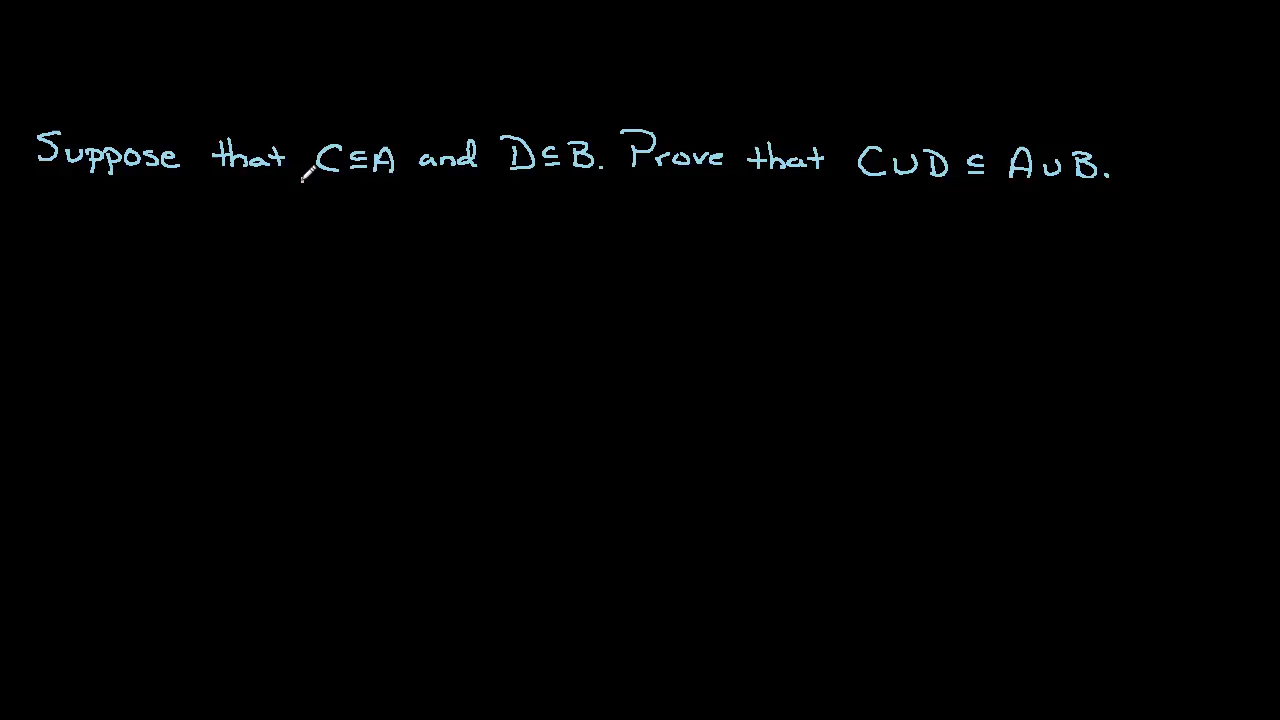 Suppose that C ⊆ A and D ⊆ B. Prove that C ∪ D ⊆ A ∪ B.